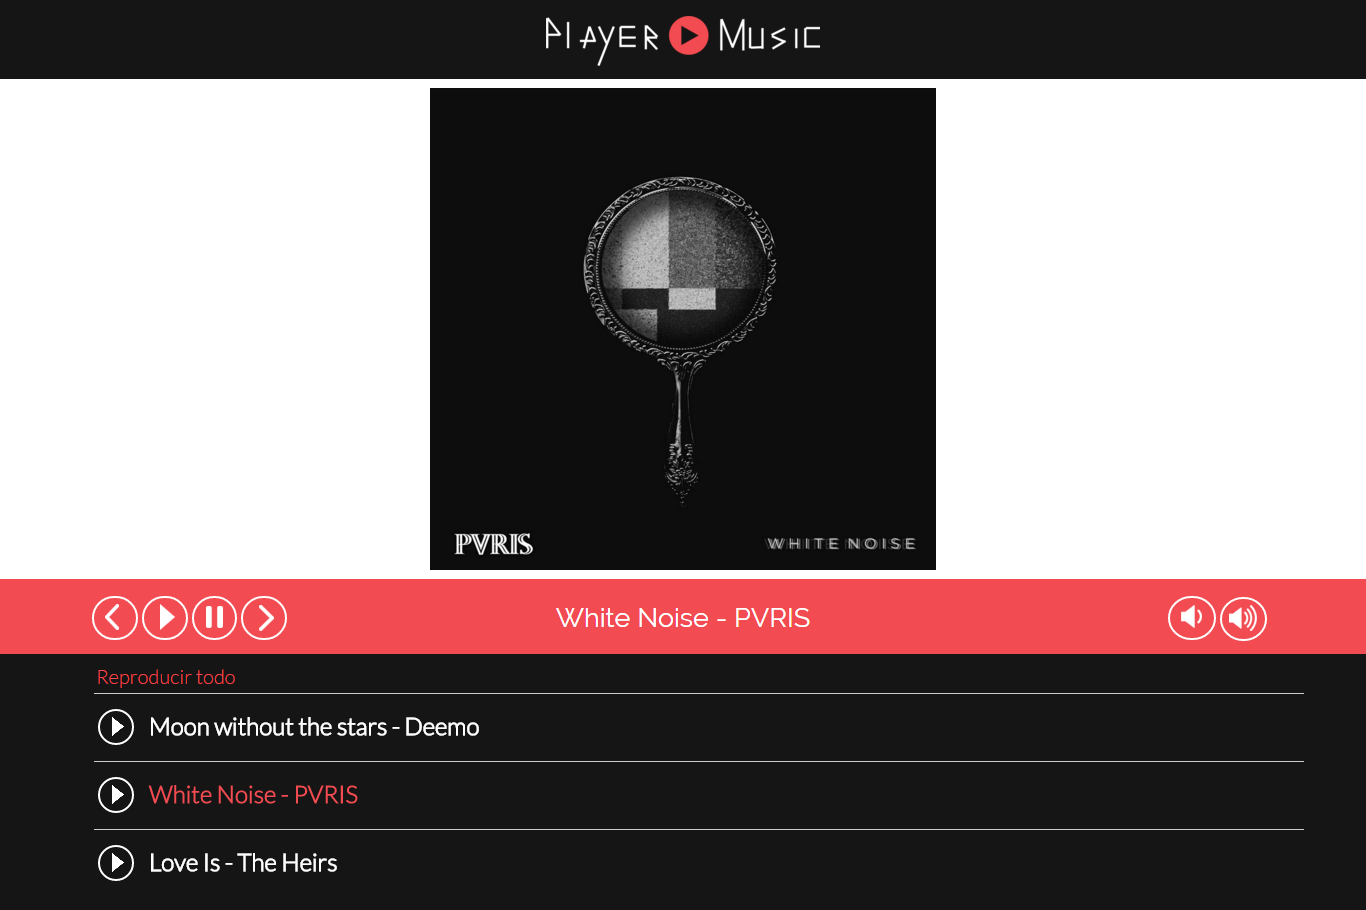 Player Music
PVRIS
WHITE NOISE
White Noise - PVRIS
Reproducir todo
Moon without the stars - Deemo
White Noise - PVRIS
Love Is - The Heirs